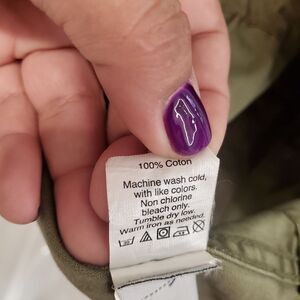 100% Coton
Machine wash cold,
with like colors.
Non chlorine
bleach only.
Tumble dry low.
Warm iron as needed.